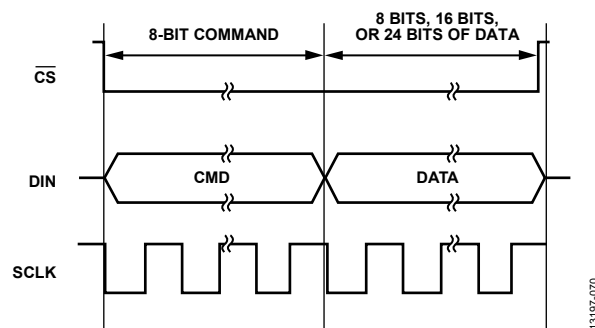 8-BIT COMMAND
8 BITS, 16 BITS,
OR 24 BITS OF DATA
CS
DIN
CMD
DATA
SCLK
13197-070